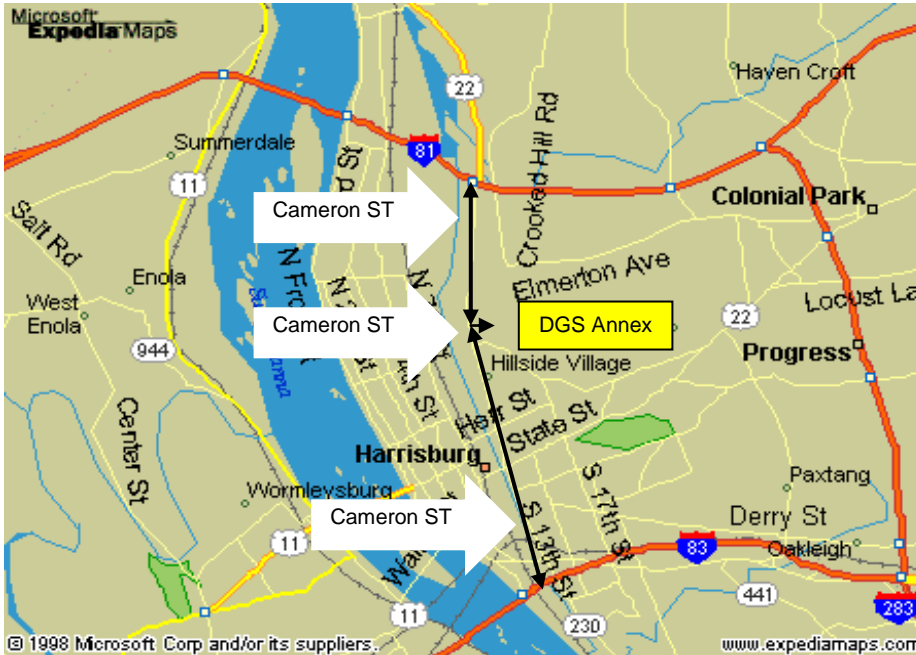 Microsoft
Expedia Maps
22
Haven Croft
Summerdale
81
Crooked Hill Rd
11
Colonial Park
Cameron ST
Salt Rd
Enola
Elmerton Ave
Locust La
West
Enola
Cameron ST
DGS Annex
22
944
Progress
Hillside Village
Center St
Herr St
State St
Harrisburg
Wormleysburg
Cameron ST
S 13th St
S 17th St
Paxtang
Derry St
11
83
Oakleigh
441
283
11
230
© 1998 Microsoft Corp and/or its suppliers.
www.expediamaps.com